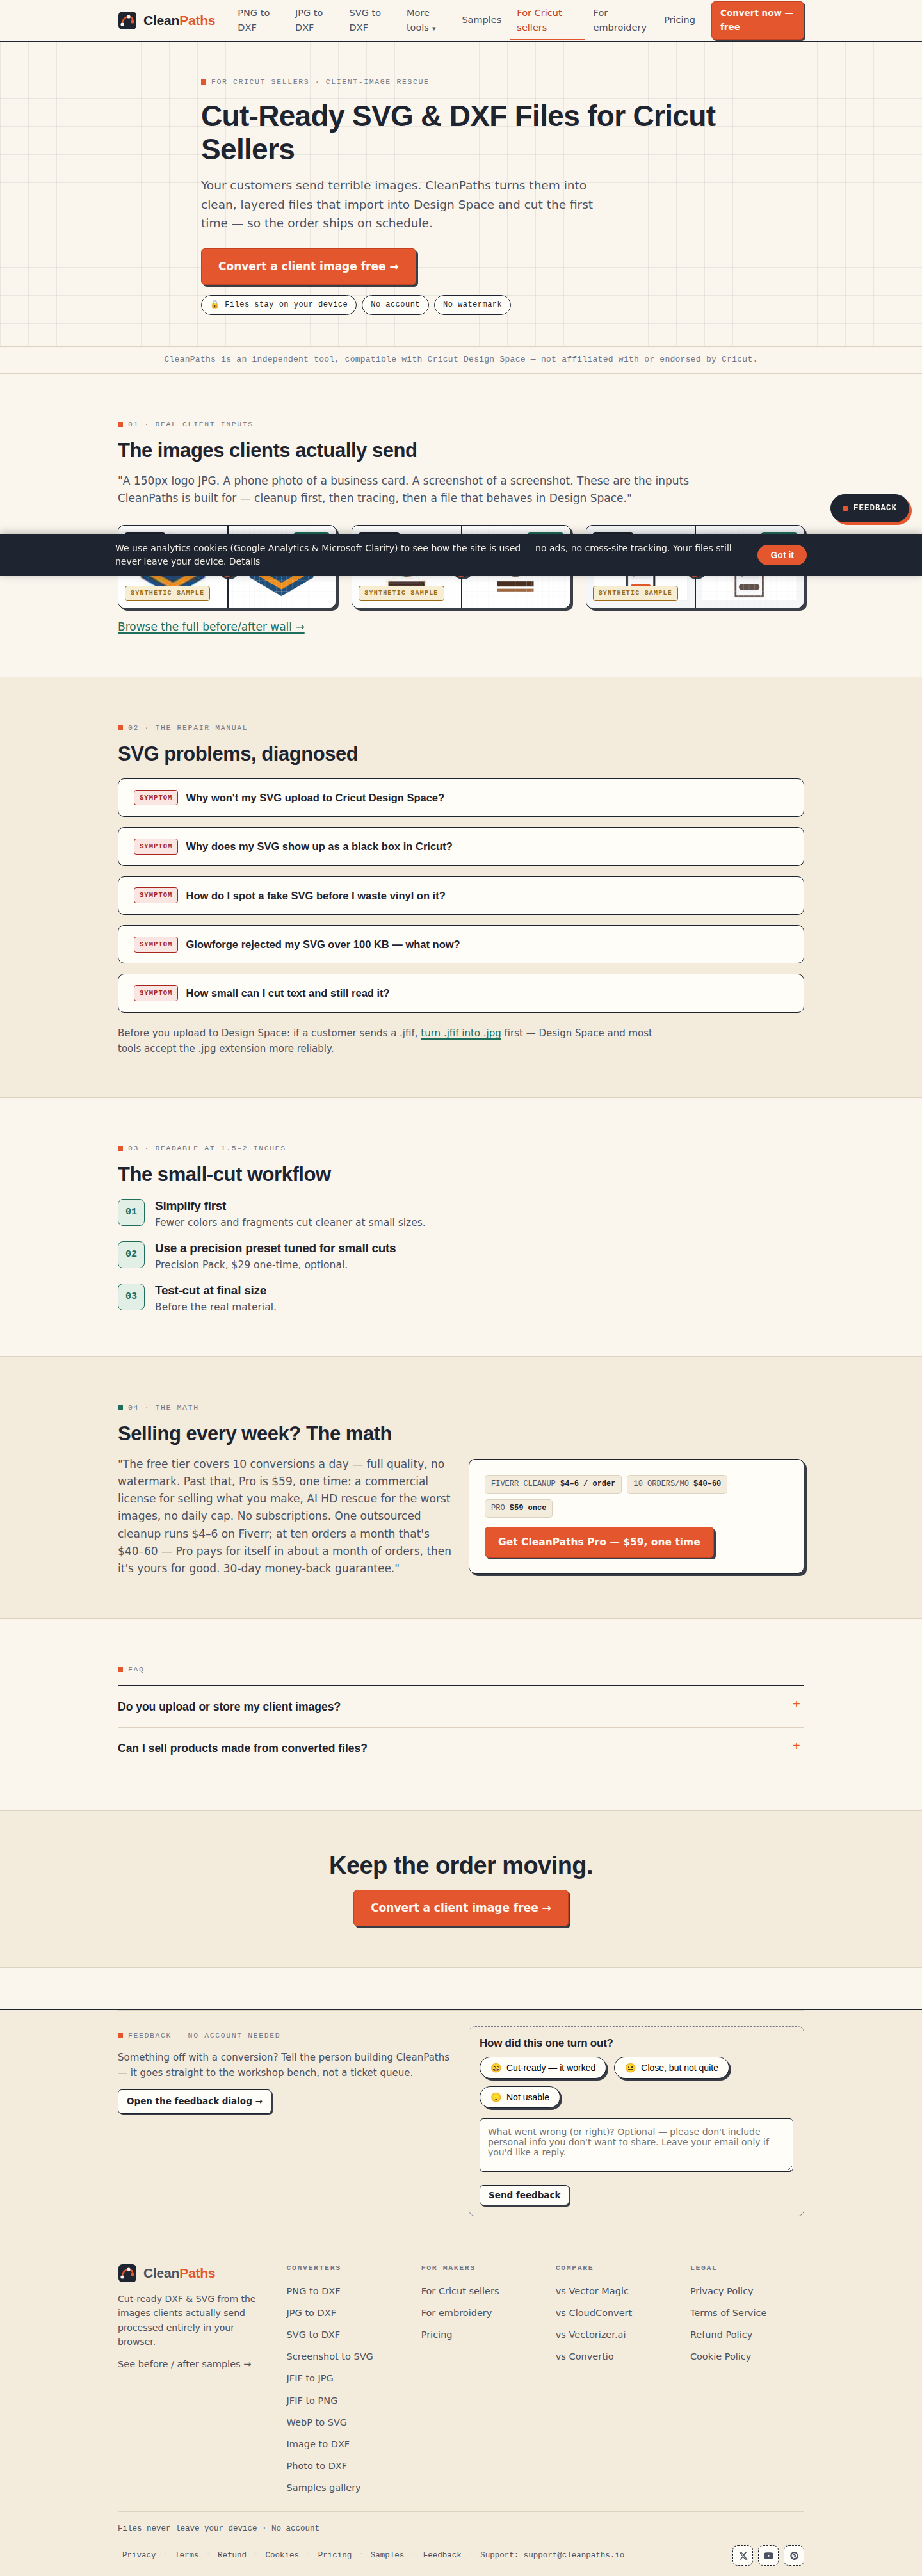 CleanPaths
PNG to DXF
JPG to DXF
SVG to DXF
More tools ▾
Samples
For Cricut sellers
For embroidery
Pricing
Convert now — free
FOR CRICUT SELLERS · CLIENT-IMAGE RESCUE
Cut-Ready SVG & DXF Files for Cricut
Sellers
Your customers send terrible images. CleanPaths turns them into
clean, layered files that import into Design Space and cut the first
time — so the order ships on schedule.
Convert a client image free →
🔒 Files stay on your device
No account
No watermark
CleanPaths is an independent tool, compatible with Cricut Design Space — not affiliated with or endorsed by Cricut.
01 · REAL CLIENT INPUTS
The images clients actually send
"A 150px logo JPG. A phone photo of a business card. A screenshot of a screenshot. These are the inputs
CleanPaths is built for — cleanup first, then tracing, then a file that behaves in Design Space."
FEEDBACK
We use analytics cookies (Google Analytics & Microsoft Clarity) to see how the site is used — no ads, no cross-site tracking. Your files still
never leave your device. Details
Got it
SYNTHETIC SAMPLE
SYNTHETIC SAMPLE
SYNTHETIC SAMPLE
Browse the full before/after wall →
02 · THE REPAIR MANUAL
SVG problems, diagnosed
SYMPTOM Why won't my SVG upload to Cricut Design Space?
SYMPTOM Why does my SVG show up as a black box in Cricut?
SYMPTOM How do I spot a fake SVG before I waste vinyl on it?
SYMPTOM Glowforge rejected my SVG over 100 KB — what now?
SYMPTOM How small can I cut text and still read it?
Before you upload to Design Space: if a customer sends a .jfif, turn .jfif into .jpg first — Design Space and most
tools accept the .jpg extension more reliably.
03 · READABLE AT 1.5–2 INCHES
The small-cut workflow
01 Simplify first
Fewer colors and fragments cut cleaner at small sizes.
02 Use a precision preset tuned for small cuts
Precision Pack, $29 one-time, optional.
03 Test-cut at final size
Before the real material.
04 · THE MATH
Selling every week? The math
"The free tier covers 10 conversions a day — full quality, no
watermark. Past that, Pro is $59, one time: a commercial
license for selling what you make, AI HD rescue for the worst
images, no daily cap. No subscriptions. One outsourced
cleanup runs $4–6 on Fiverr; at ten orders a month that's
$40–60 — Pro pays for itself in about a month of orders, then
it's yours for good. 30-day money-back guarantee."
FIVERR CLEANUP $4–6 / order
10 ORDERS/MO $40–60
PRO $59 once
Get CleanPaths Pro — $59, one time
FAQ
Do you upload or store my client images? +
Can I sell products made from converted files? +
Keep the order moving.
Convert a client image free →
FEEDBACK — NO ACCOUNT NEEDED
Something off with a conversion? Tell the person building CleanPaths
— it goes straight to the workshop bench, not a ticket queue.
Open the feedback dialog →
How did this one turn out?
😄 Cut-ready — it worked
😐 Close, but not quite
😞 Not usable
What went wrong (or right)? Optional — please don't include
personal info you don't want to share. Leave your email only if
you'd like a reply.
Send feedback
CleanPaths
Cut-ready DXF & SVG from the
images clients actually send —
processed entirely in your
browser.
See before / after samples →
CONVERTERS
PNG to DXF
JPG to DXF
SVG to DXF
Screenshot to SVG
JFIF to JPG
JFIF to PNG
WebP to SVG
Image to DXF
Photo to DXF
Samples gallery
FOR MAKERS
For Cricut sellers
For embroidery
Pricing
COMPARE
vs Vector Magic
vs CloudConvert
vs Vectorizer.ai
vs Convertio
LEGAL
Privacy Policy
Terms of Service
Refund Policy
Cookie Policy
Files never leave your device · No account
Privacy Terms Refund Cookies Pricing Samples Feedback Support: support@cleanpaths.io